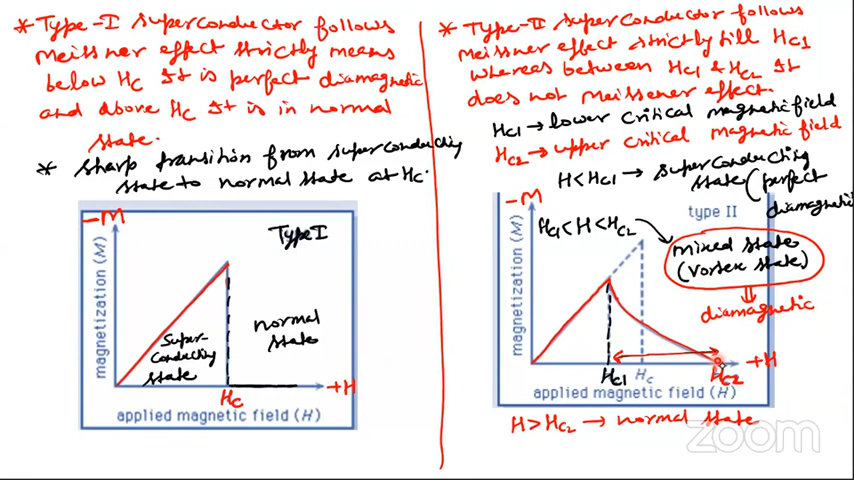 * Type-I superconductor follows
Meissner effect strictly means
below Hc It is perfect diamagnetic
and above Hc It is in normal
state.
* sharp transition from superconducting
state to normal state at Hc.
-M
Type I
magnetization (M)
super-
conducting
state
normal
state
Hc
+H
applied magnetic field (H)
* Type-II superconductor follows
Meissner effect strictly till Hc1
whereas between Hc1 & Hc2 It
does not Meissener effect.
Hc1 → lower critical magnetic field
Hc2 → upper critical magnetic field
H<Hc1 → superconducting
state (perfect
diamagnetic
-M
type II
Hc1<H<Hc2
mixed state
(vortex state)
⇓
diamagnetic
magnetization (M)
Hc1
Hc
Hc2
+H
applied magnetic field (H)
H>Hc2 → normal state
zoom